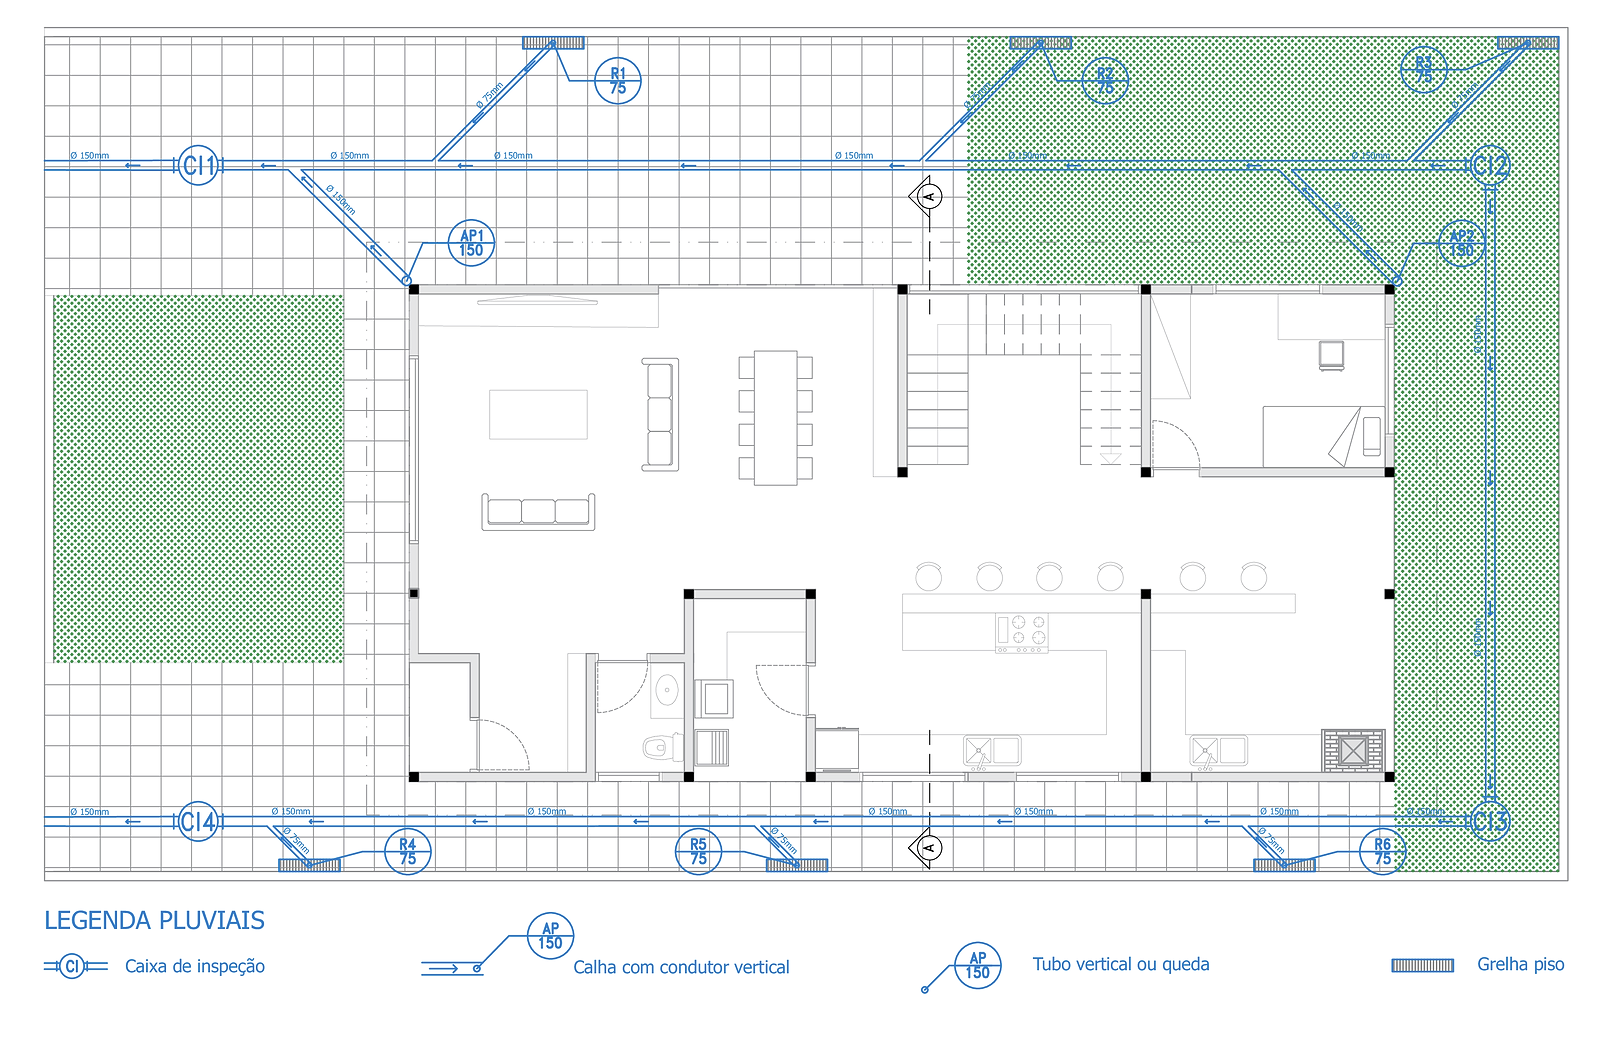 R1
75
R2
75
R3
75
Ø 75mm
Ø 75mm
Ø 75mm
Ø 150mm
CI1
Ø 150mm
Ø 150mm
Ø 150mm
Ø 150mm
Ø 150mm
CI2
Ø 150mm
A
Ø 150mm
AP1
150
AP2
150
Ø 150mm
Ø 150mm
Ø 150mm
CI4
Ø 150mm
Ø 150mm
Ø 150mm
Ø 150mm
Ø 150mm
Ø 150mm
CI3
Ø 75mm
R4
75
R5
75
Ø 75mm
A
Ø 75mm
R6
75
LEGENDA PLUVIAIS
CI
Caixa de inspeção
AP
150
Calha com condutor vertical
AP
150
Tubo vertical ou queda
Grelha piso